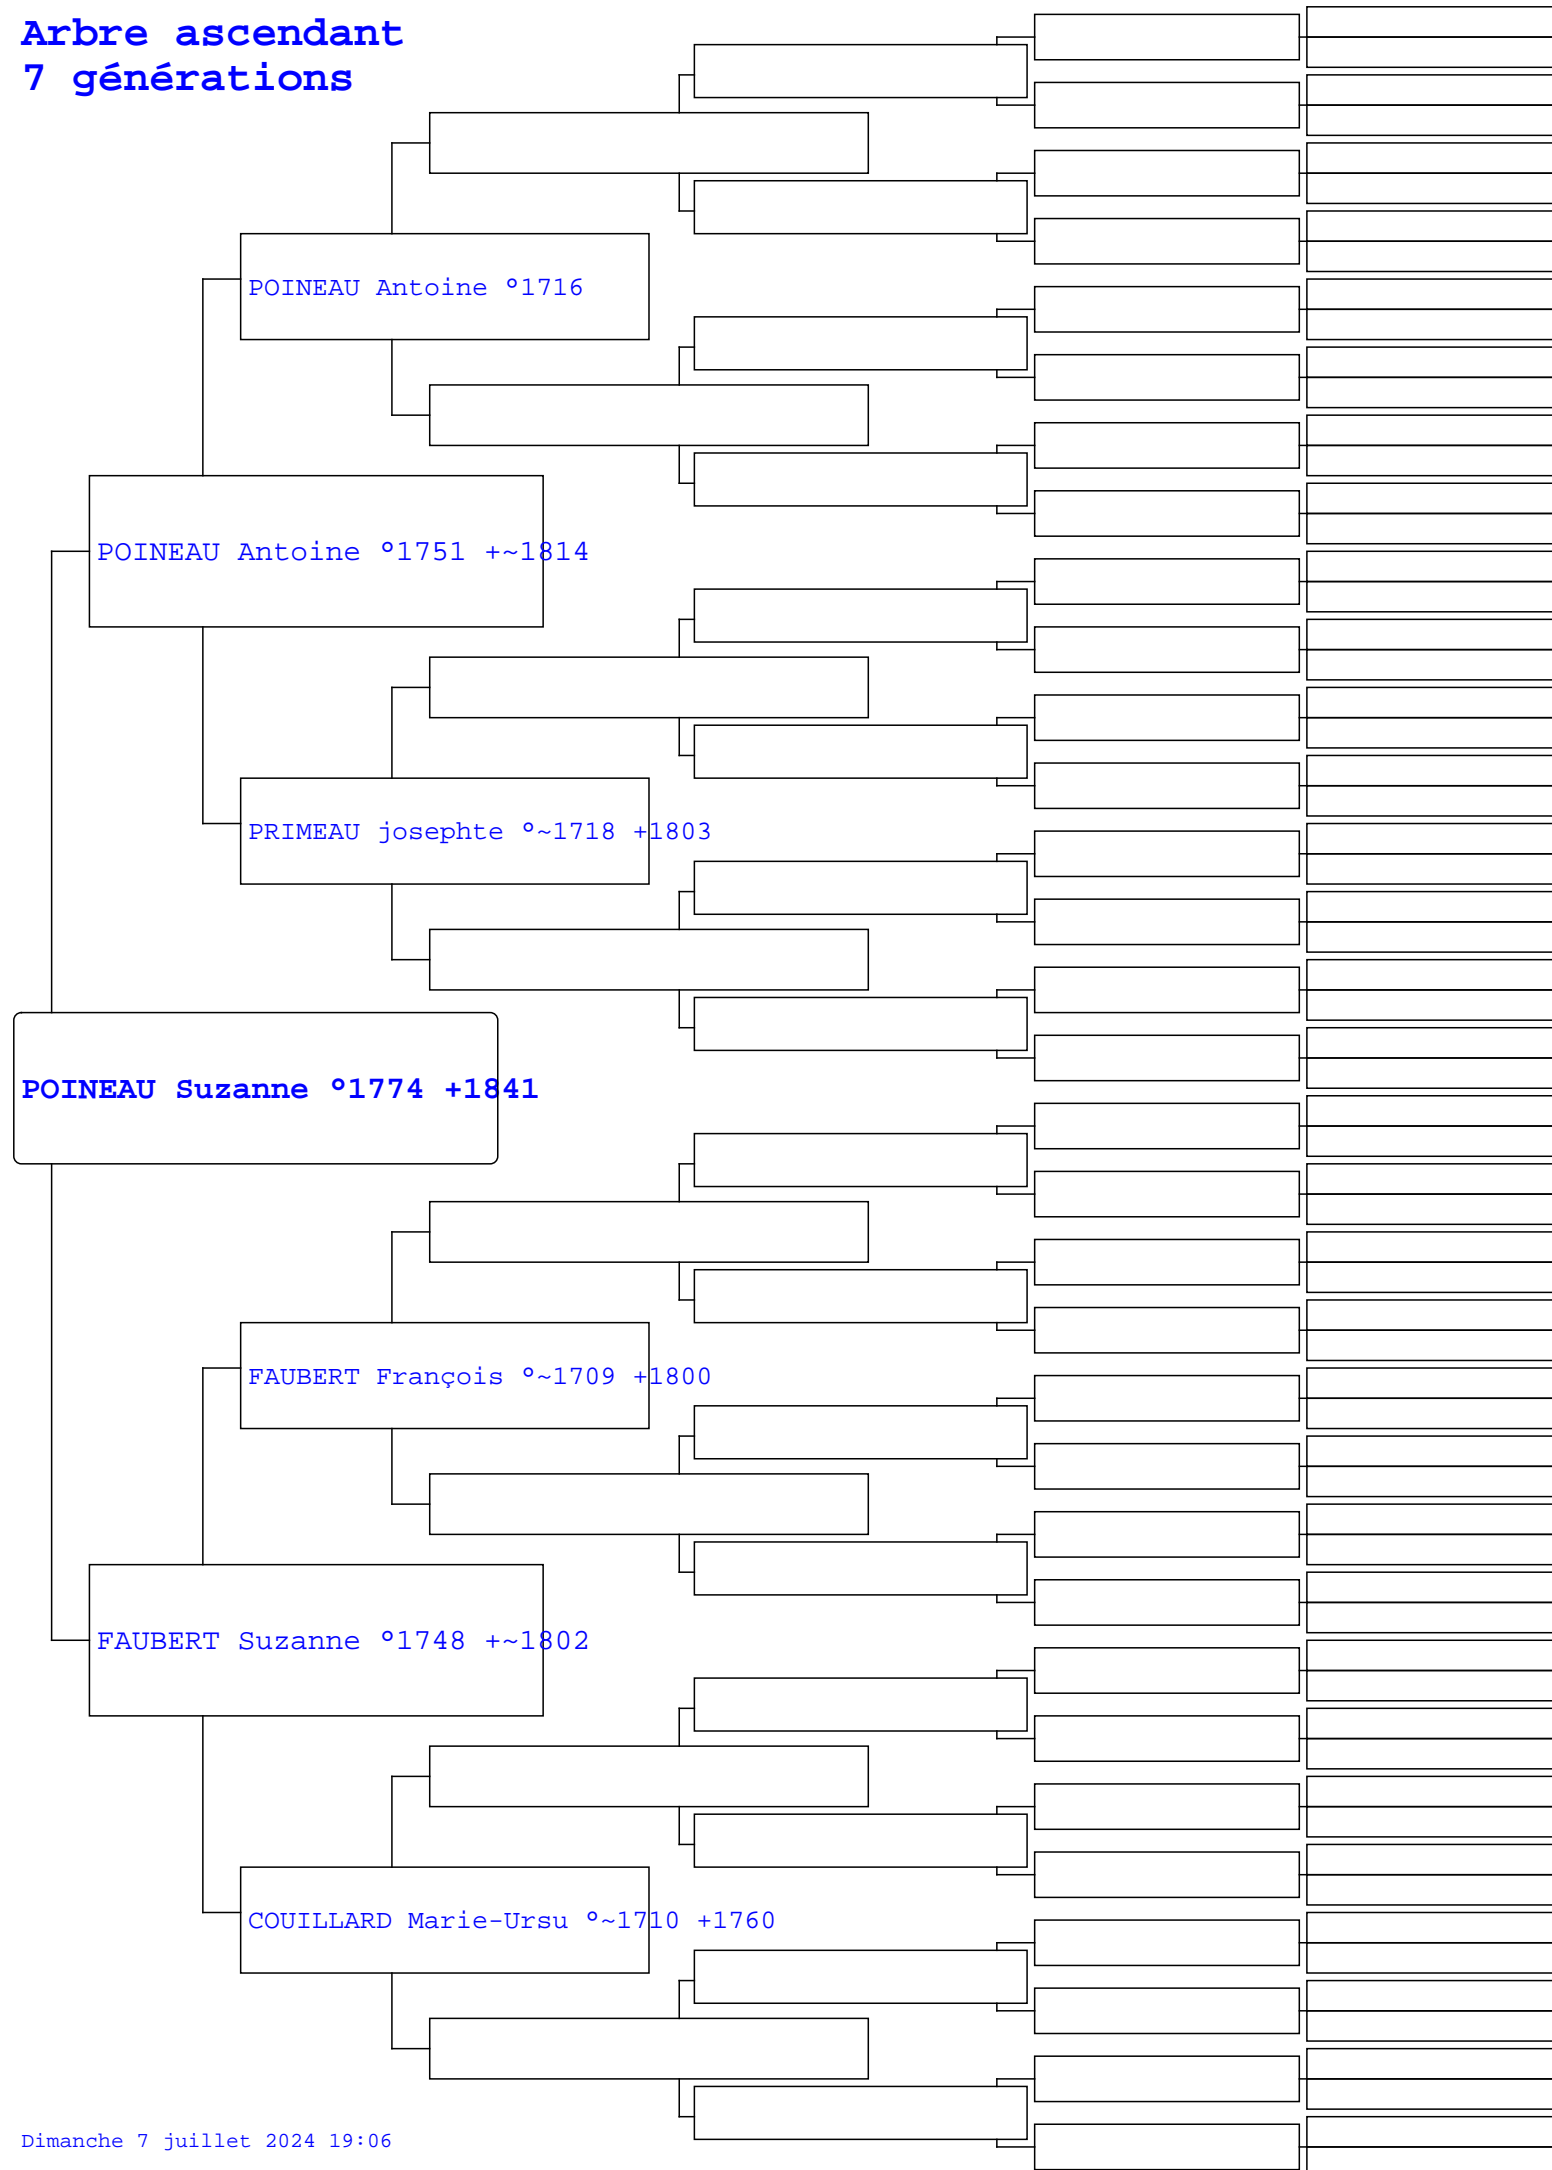 Arbre ascendant
7 générations
POINEAU Antoine °1716
POINEAU Antoine °1751 +~1814
PRIMEAU josephte °~1718 +1803
POINEAU Suzanne °1774 +1841
FAUBERT François °~1709 +1800
FAUBERT Suzanne °1748 +~1802
COUILLARD Marie-Ursu °~1710 +1760
Dimanche 7 juillet 2024 19:06